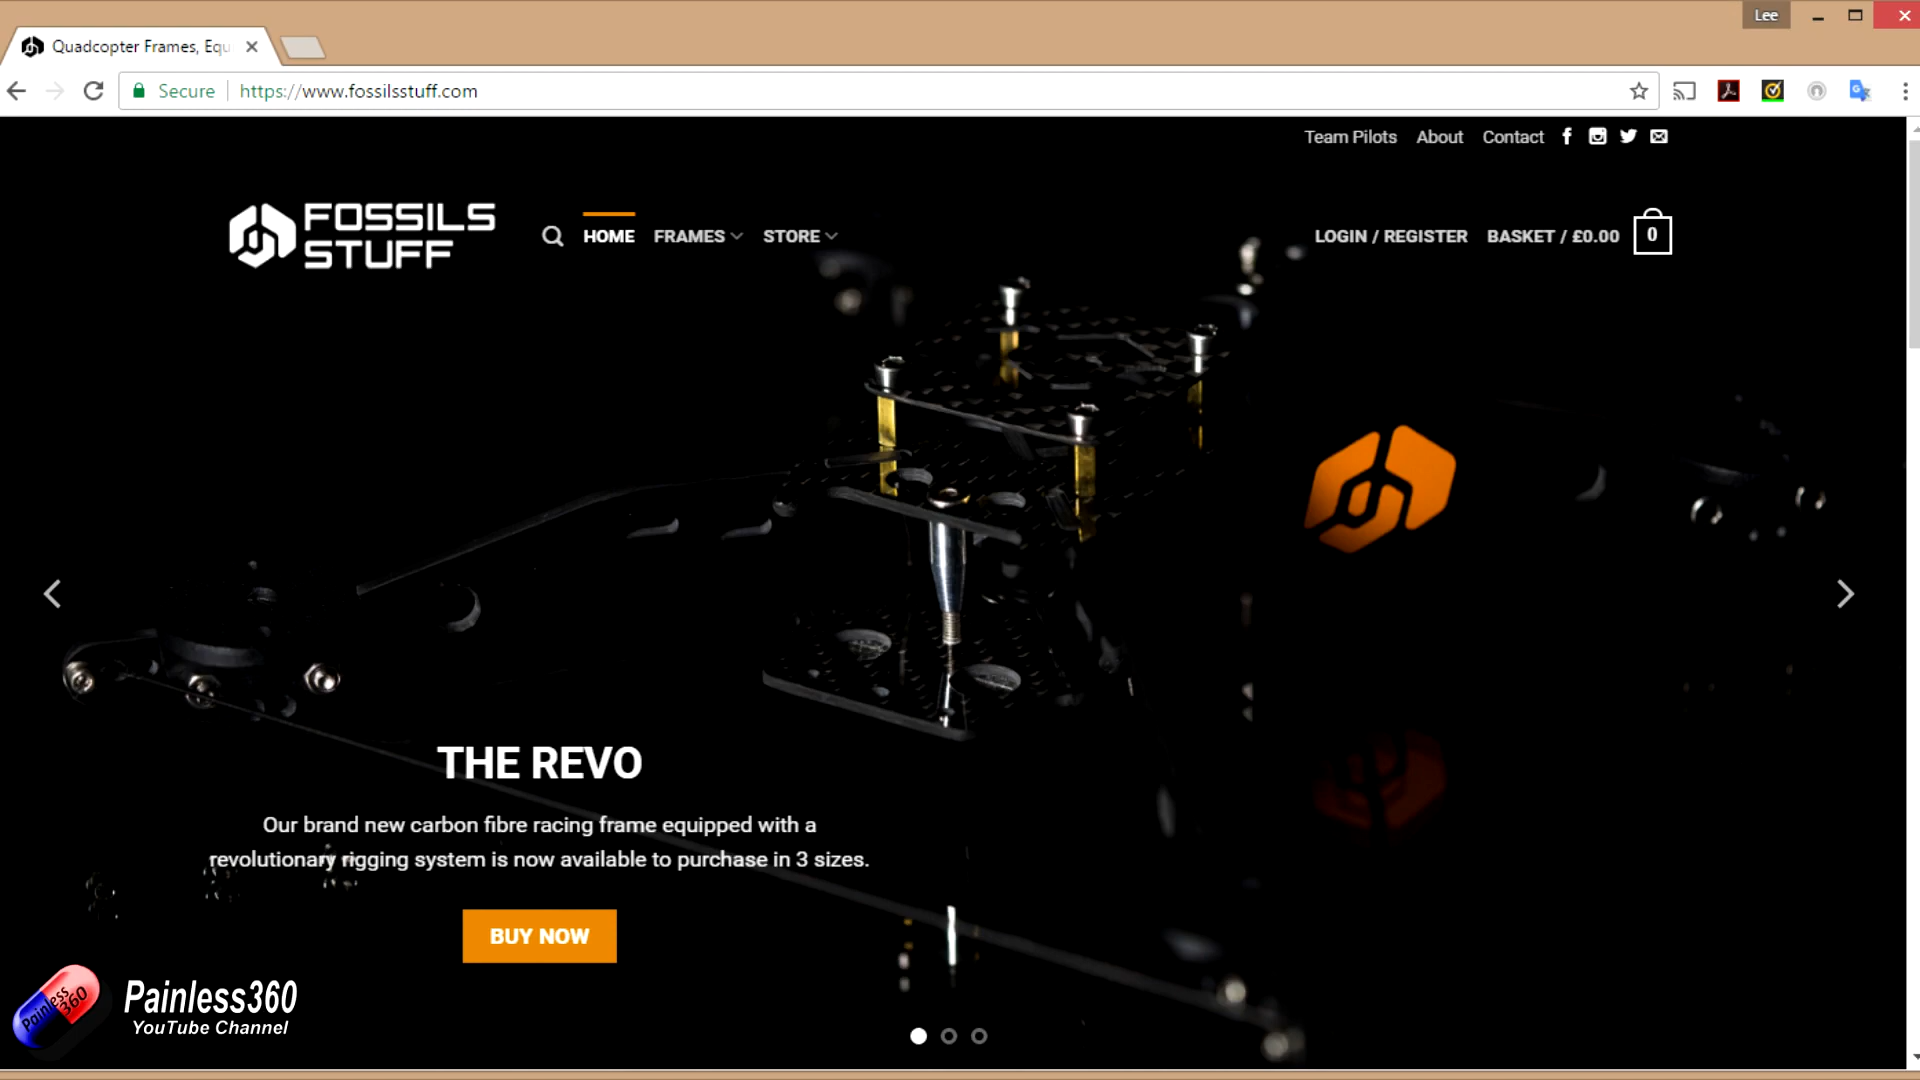 Lee
Quadcopter Frames, Equ
Secure
https://www.fossilsstuff.com
Team Pilots About Contact
FOSSILS
STUFF
HOME FRAMES STORE
LOGIN / REGISTER BASKET / £0.00 0
THE REVO
Our brand new carbon fibre racing frame equipped with a
revolutionary rigging system is now available to purchase in 3 sizes.
BUY NOW
Painless
360
Painless360
YouTube Channel